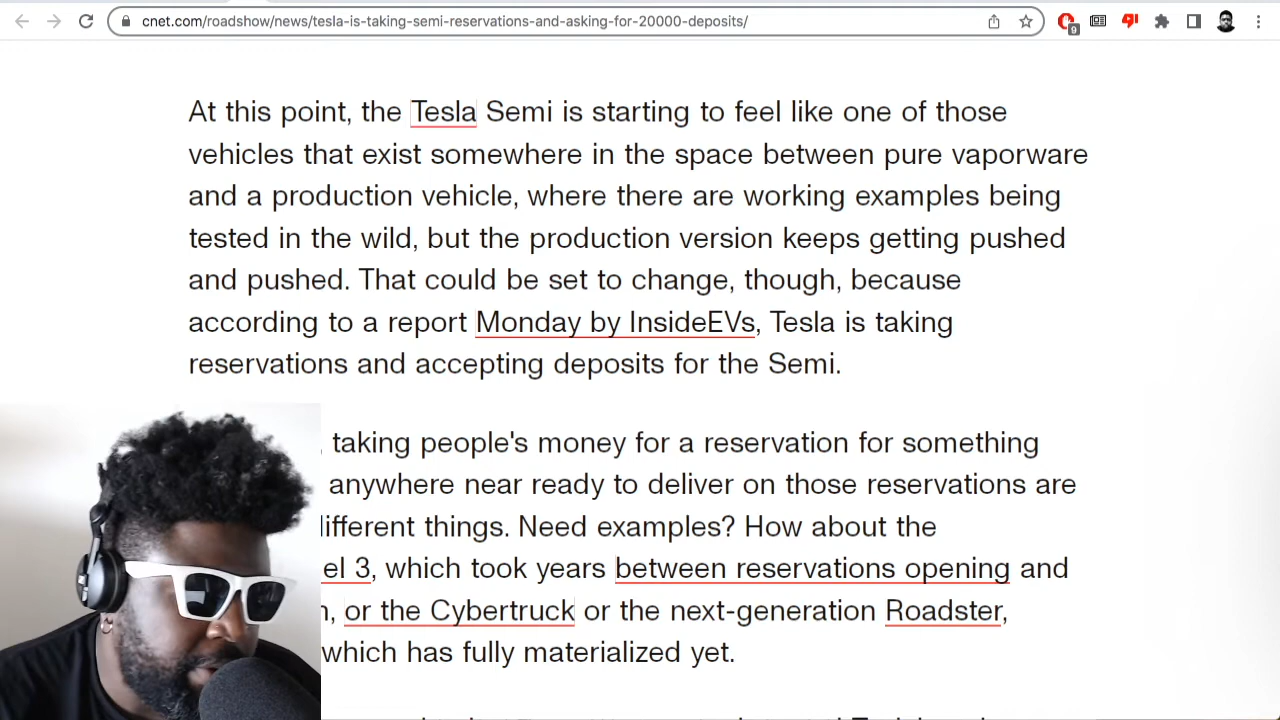 cnet.com/roadshow/news/tesla-is-taking-semi-reservations-and-asking-for-20000-deposits/
9
At this point, the Tesla Semi is starting to feel like one of those
vehicles that exist somewhere in the space between pure vaporware
and a production vehicle, where there are working examples being
tested in the wild, but the production version keeps getting pushed
and pushed. That could be set to change, though, because
according to a report Monday by InsideEVs, Tesla is taking
reservations and accepting deposits for the Semi.
, taking people's money for a reservation for something
anywhere near ready to deliver on those reservations are
ifferent things. Need examples? How about the
el 3, which took years between reservations opening and
, or the Cybertruck or the next-generation Roadster,
which has fully materialized yet.